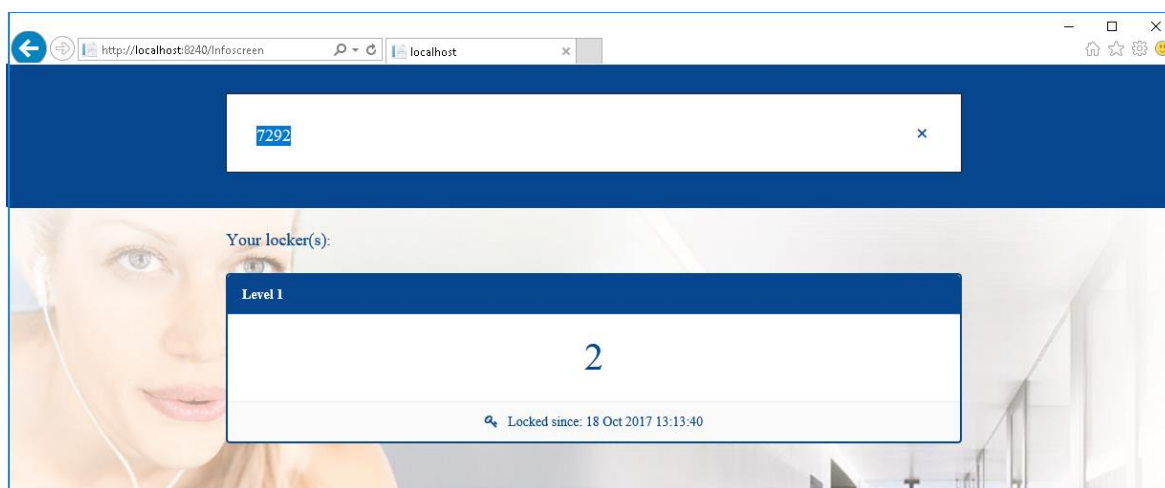 http://localhost:8240/Infoscreen
localhost
7292
Your locker(s):
Level 1
2
Locked since: 18 Oct 2017 13:13:40